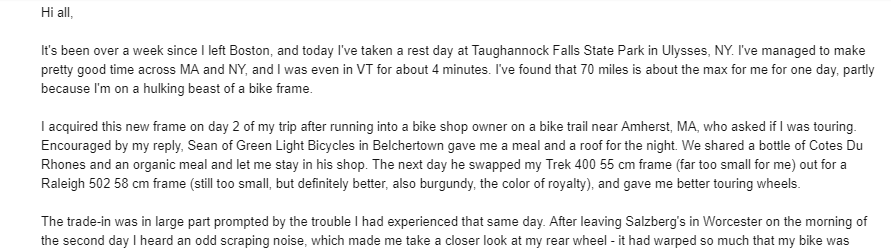 Hi all,
It's been over a week since I left Boston, and today I've taken a rest day at Taughannock Falls State Park in Ulysses, NY. I've managed to make
pretty good time across MA and NY, and I was even in VT for about 4 minutes. I've found that 70 miles is about the max for me for one day, partly
because I'm on a hulking beast of a bike frame.
I acquired this new frame on day 2 of my trip after running into a bike shop owner on a bike trail near Amherst, MA, who asked if I was touring.
Encouraged by my reply, Sean of Green Light Bicycles in Belchertown gave me a meal and a roof for the night. We shared a bottle of Cotes Du
Rhones and an organic meal and let me stay in his shop. The next day he swapped my Trek 400 55 cm frame (far too small for me) out for a
Raleigh 502 58 cm frame (still too small, but definitely better, also burgundy, the color of royalty), and gave me better touring wheels.
The trade-in was in large part prompted by the trouble I had experienced that same day. After leaving Salzberg's in Worcester on the morning of
the second day I heard an odd scraping noise, which made me take a closer look at my rear wheel - it had warped so much that my bike was